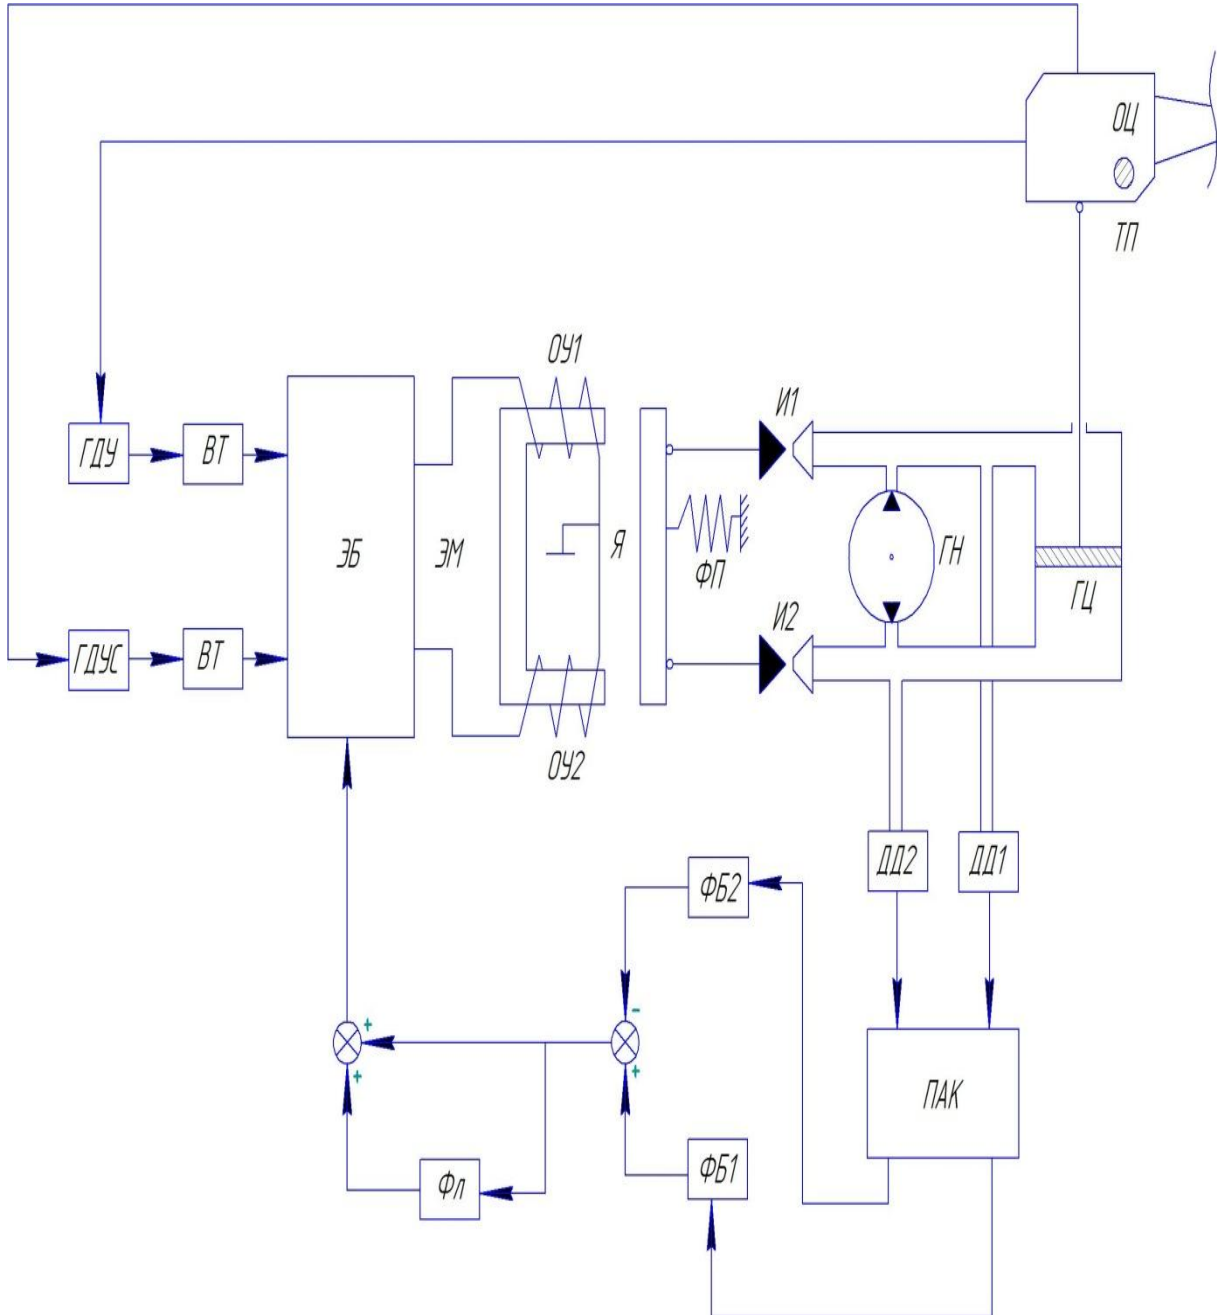 ОЦ
ТП
ОУ1
И1
ГДУ
ВТ
ЭБ
ЭМ
Я
ФП
ГН
ГЦ
И2
ГДУС
ВТ
ОУ2
ДД2
ДД1
ФБ2
-
+
+
+
ПАК
ФБ1
Фл